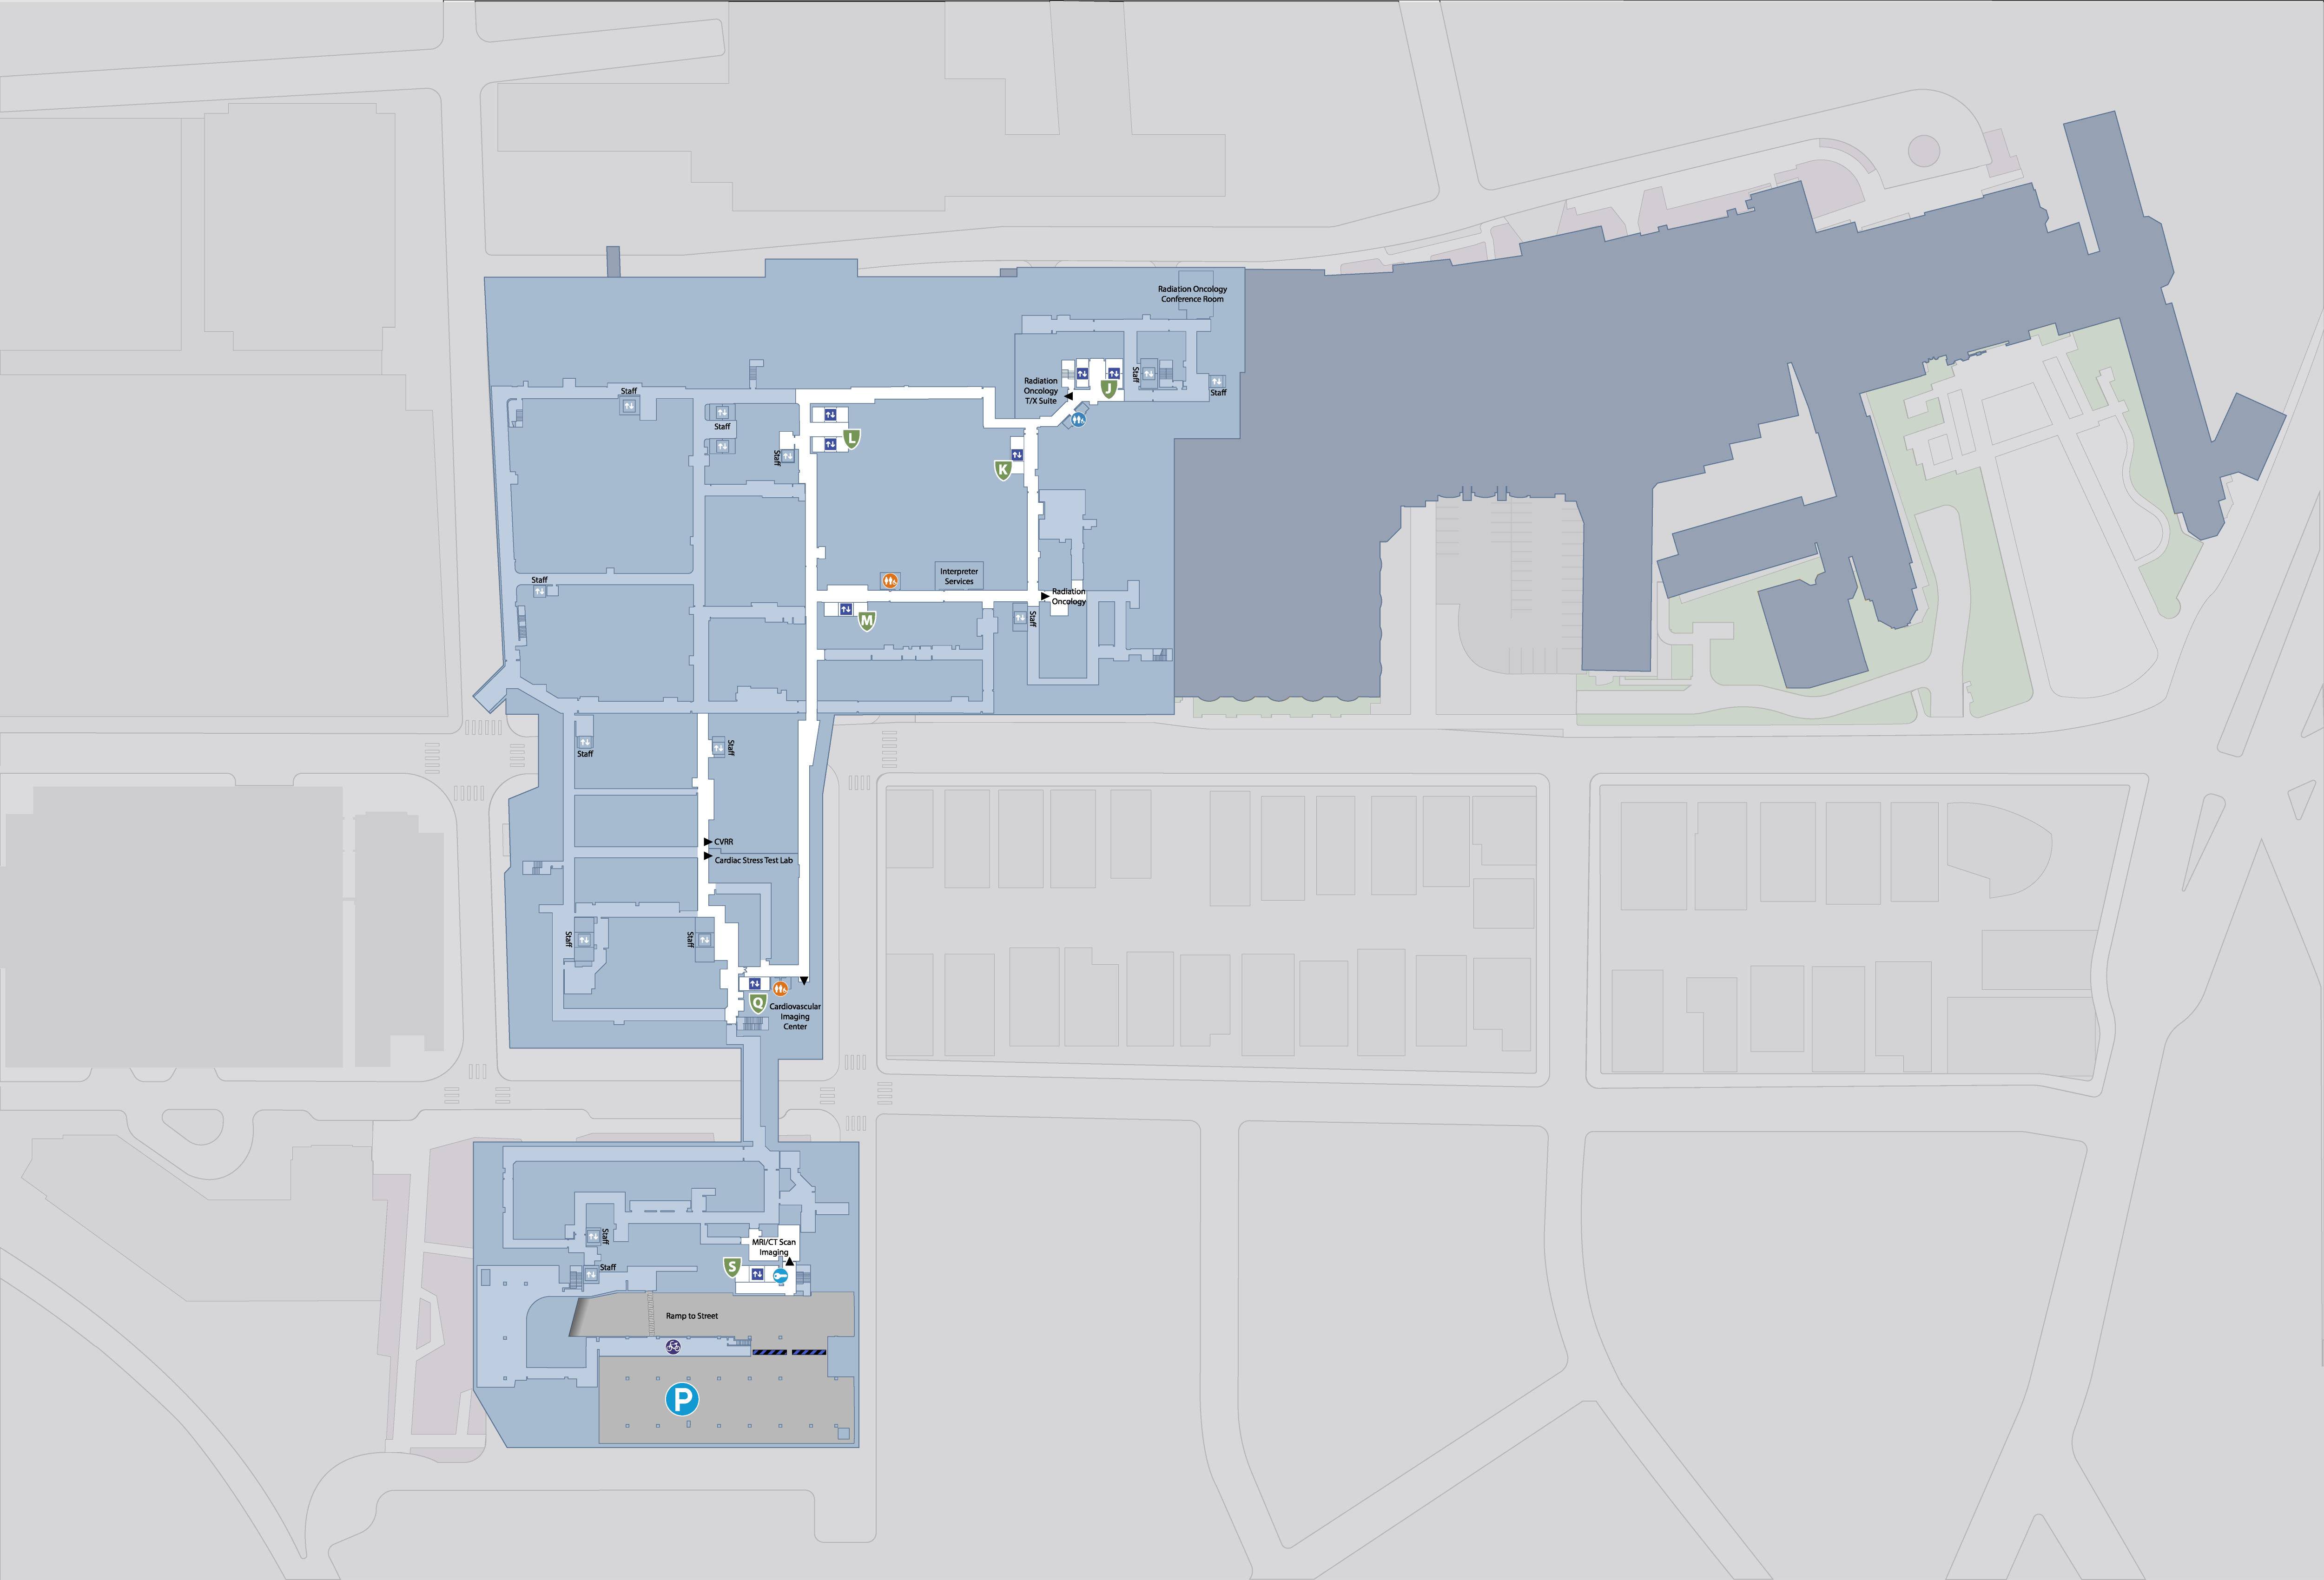 Radiation Oncology
Conference Room
Staff
Radiation
Oncology
T/X Suite
J
Staff
Staff
Staff
L
Staff
K
Staff
Interpreter
Services
Radiation
Oncology
M
Staff
Staff
Staff
CVRR
Cardiac Stress Test Lab
Staff
Staff
Q
Cardiovascular
Imaging
Center
Staff
MRI/CT Scan
Imaging
S
Staff
Ramp to Street
P